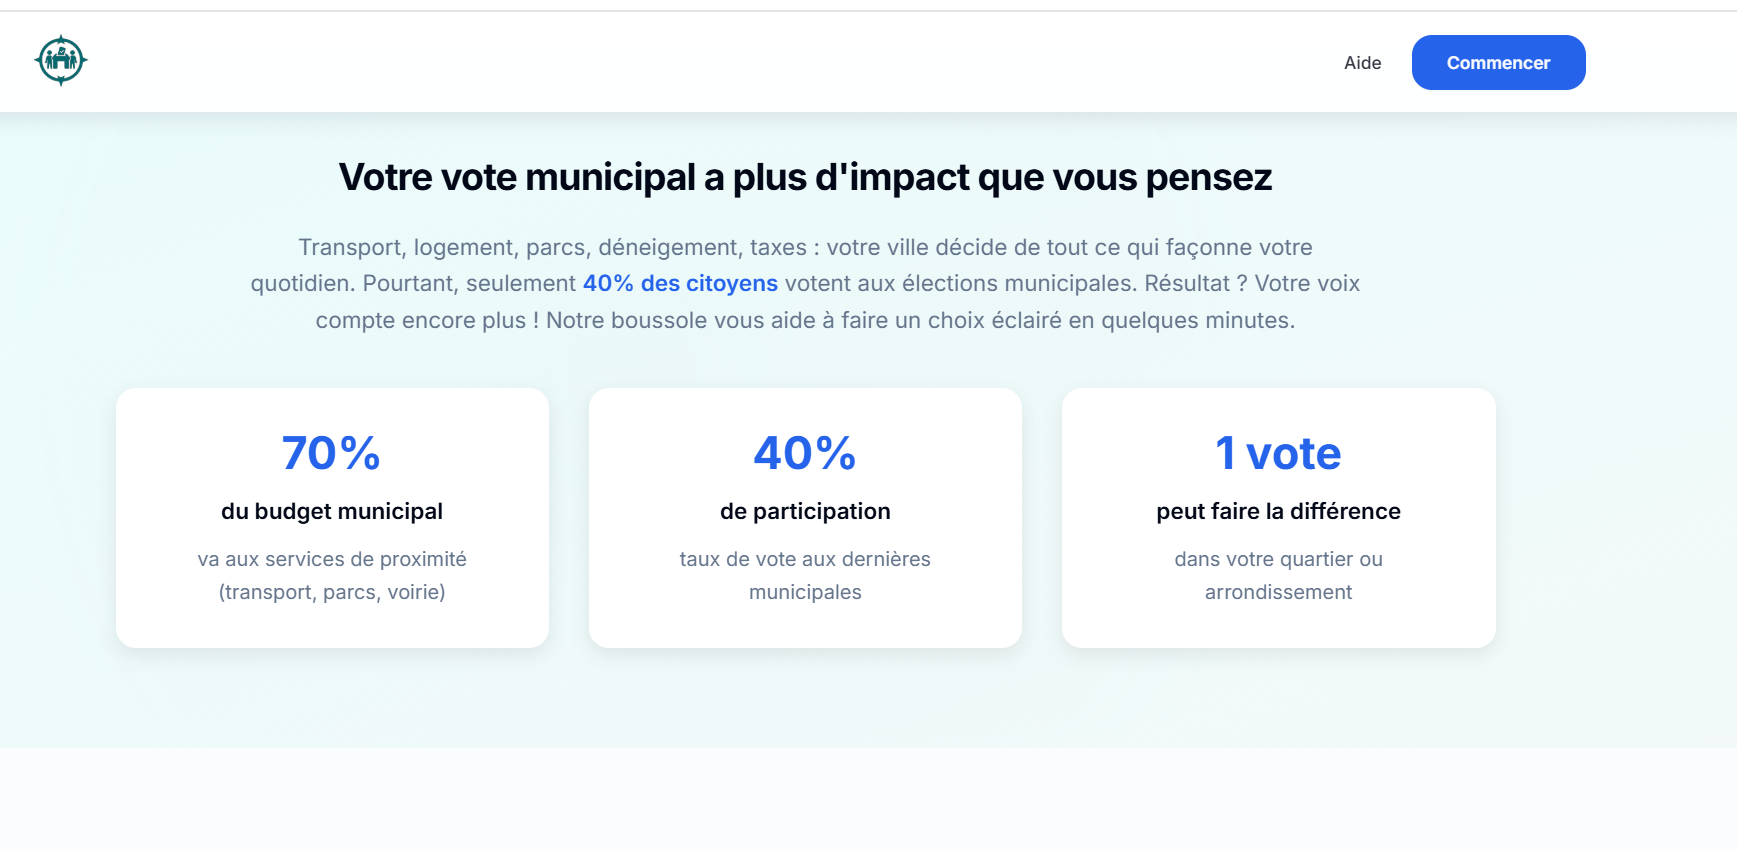 Aide
Commencer
Votre vote municipal a plus d'impact que vous pensez
Transport, logement, parcs, déneigement, taxes : votre ville décide de tout ce qui façonne votre
quotidien. Pourtant, seulement 40% des citoyens votent aux élections municipales. Résultat ? Votre voix
compte encore plus ! Notre boussole vous aide à faire un choix éclairé en quelques minutes.
70%
du budget municipal
va aux services de proximité
(transport, parcs, voirie)
40%
de participation
taux de vote aux dernières
municipales
1 vote
peut faire la différence
dans votre quartier ou
arrondissement